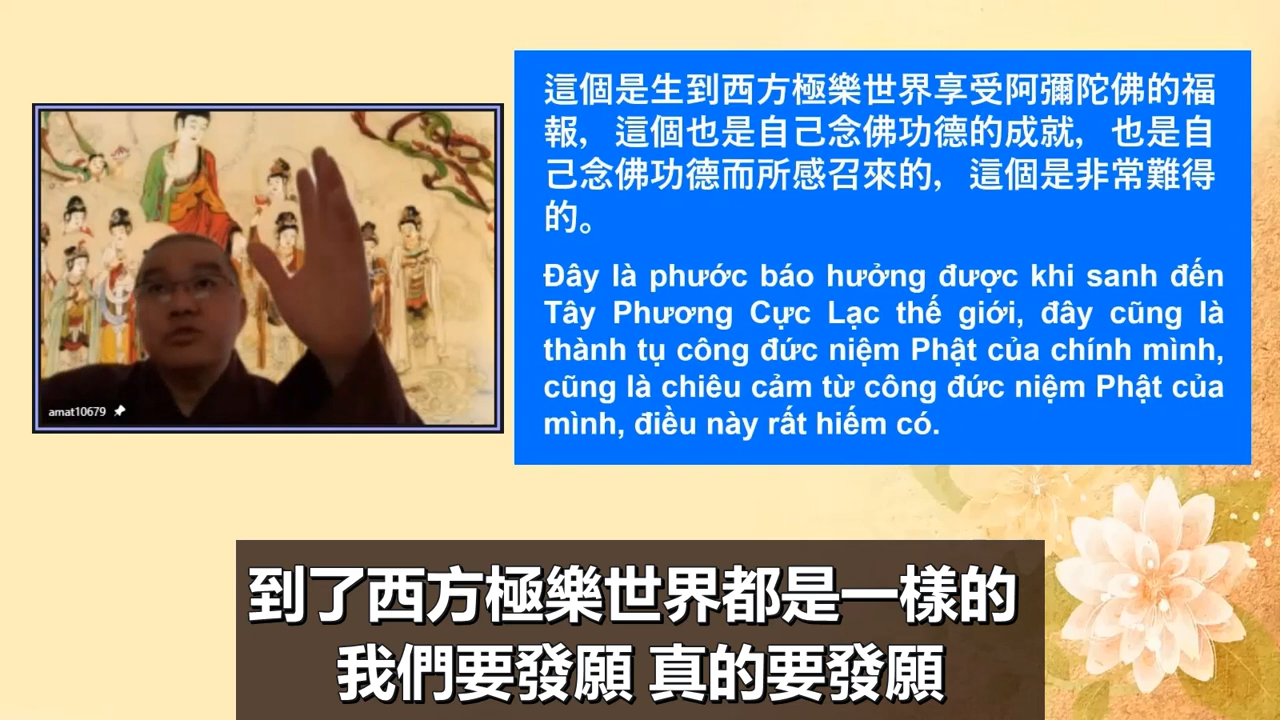 這個是生到西方極樂世界享受阿彌陀佛的福
報，這個也是自己念佛功德的成就，也是自
己念佛功德而所感召來的，這個是非常難得
的。
Đây là phước báo hưởng được khi sanh đến
Tây Phương Cực Lạc thế giới, đây cũng là
thành tụ công đức niệm Phật của chính mình,
cũng là chiêu cảm từ công đức niệm Phật của
mình, điều này rất hiếm có.
amat10679
到了西方極樂世界都是一樣的
我們要發願 真的要發願